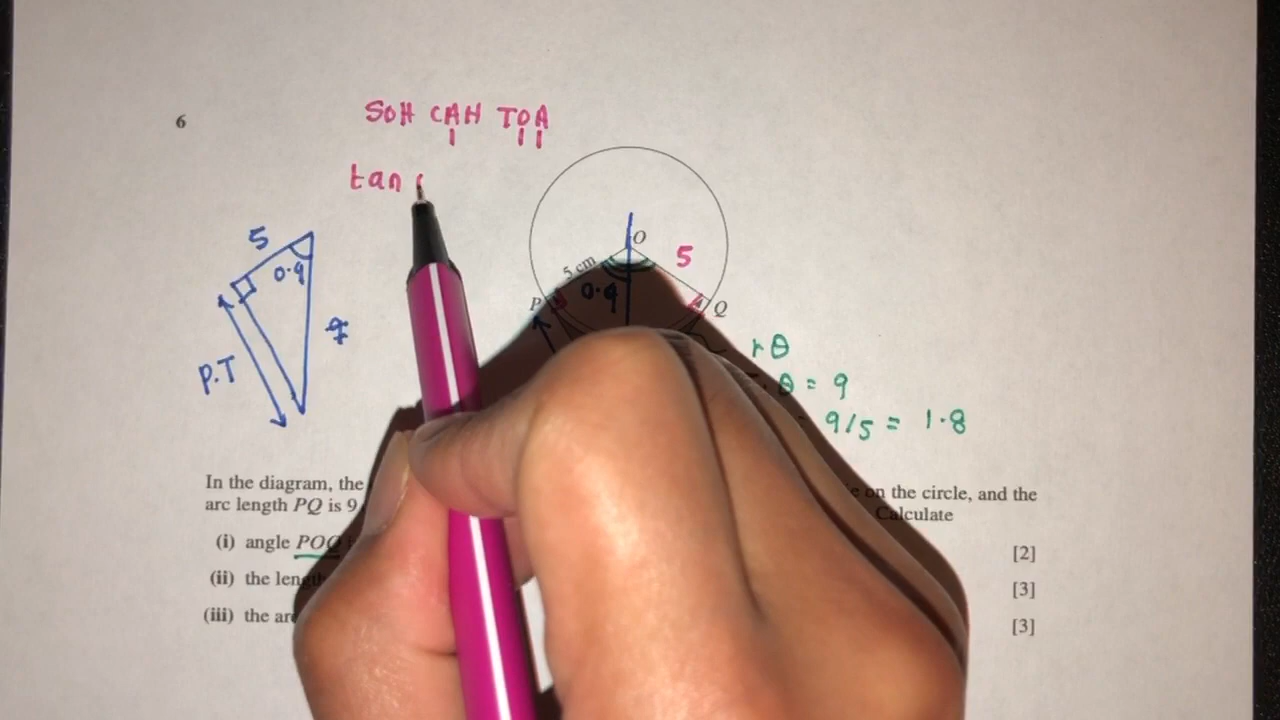 6
SOH CAH TOA
tan
5
0.9
P.T
O
5
5 cm
0.9
P
Q
rθ
θ = 9
9/5 = 1.8
In the diagram, the on the circle, and the
arc length PQ is 9 Calculate
(i) angle POQ [2]
(ii) the length [3]
(iii) the [3]